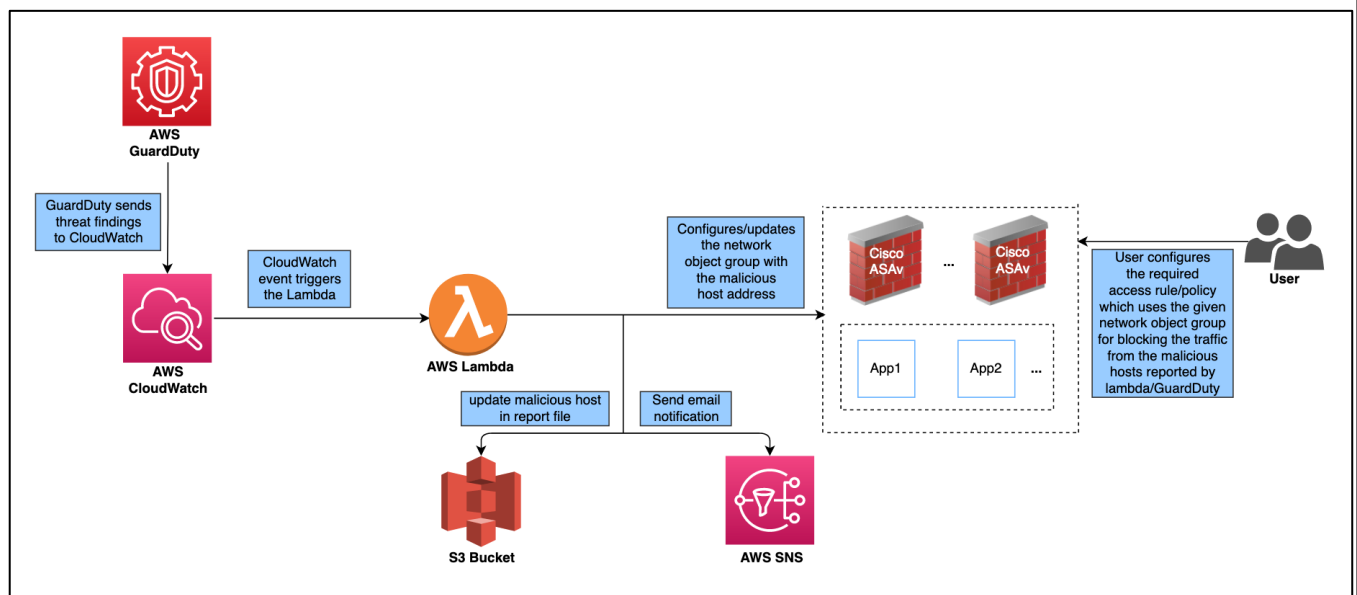 AWS
GuardDuty
GuardDuty sends
threat findings
to CloudWatch
CloudWatch
event triggers
the Lambda
AWS
CloudWatch
AWS Lambda
Configures/updates
the network
object group with
the malicious
host address
Cisco
ASAv
...
Cisco
ASAv
App1
App2
...
User
User configures
the required
access rule/policy
which uses the given
network object group
for blocking the traffic
from the malicious
hosts reported by
lambda/GuardDuty
update malicious host
in report file
Send email
notification
S3 Bucket
AWS SNS